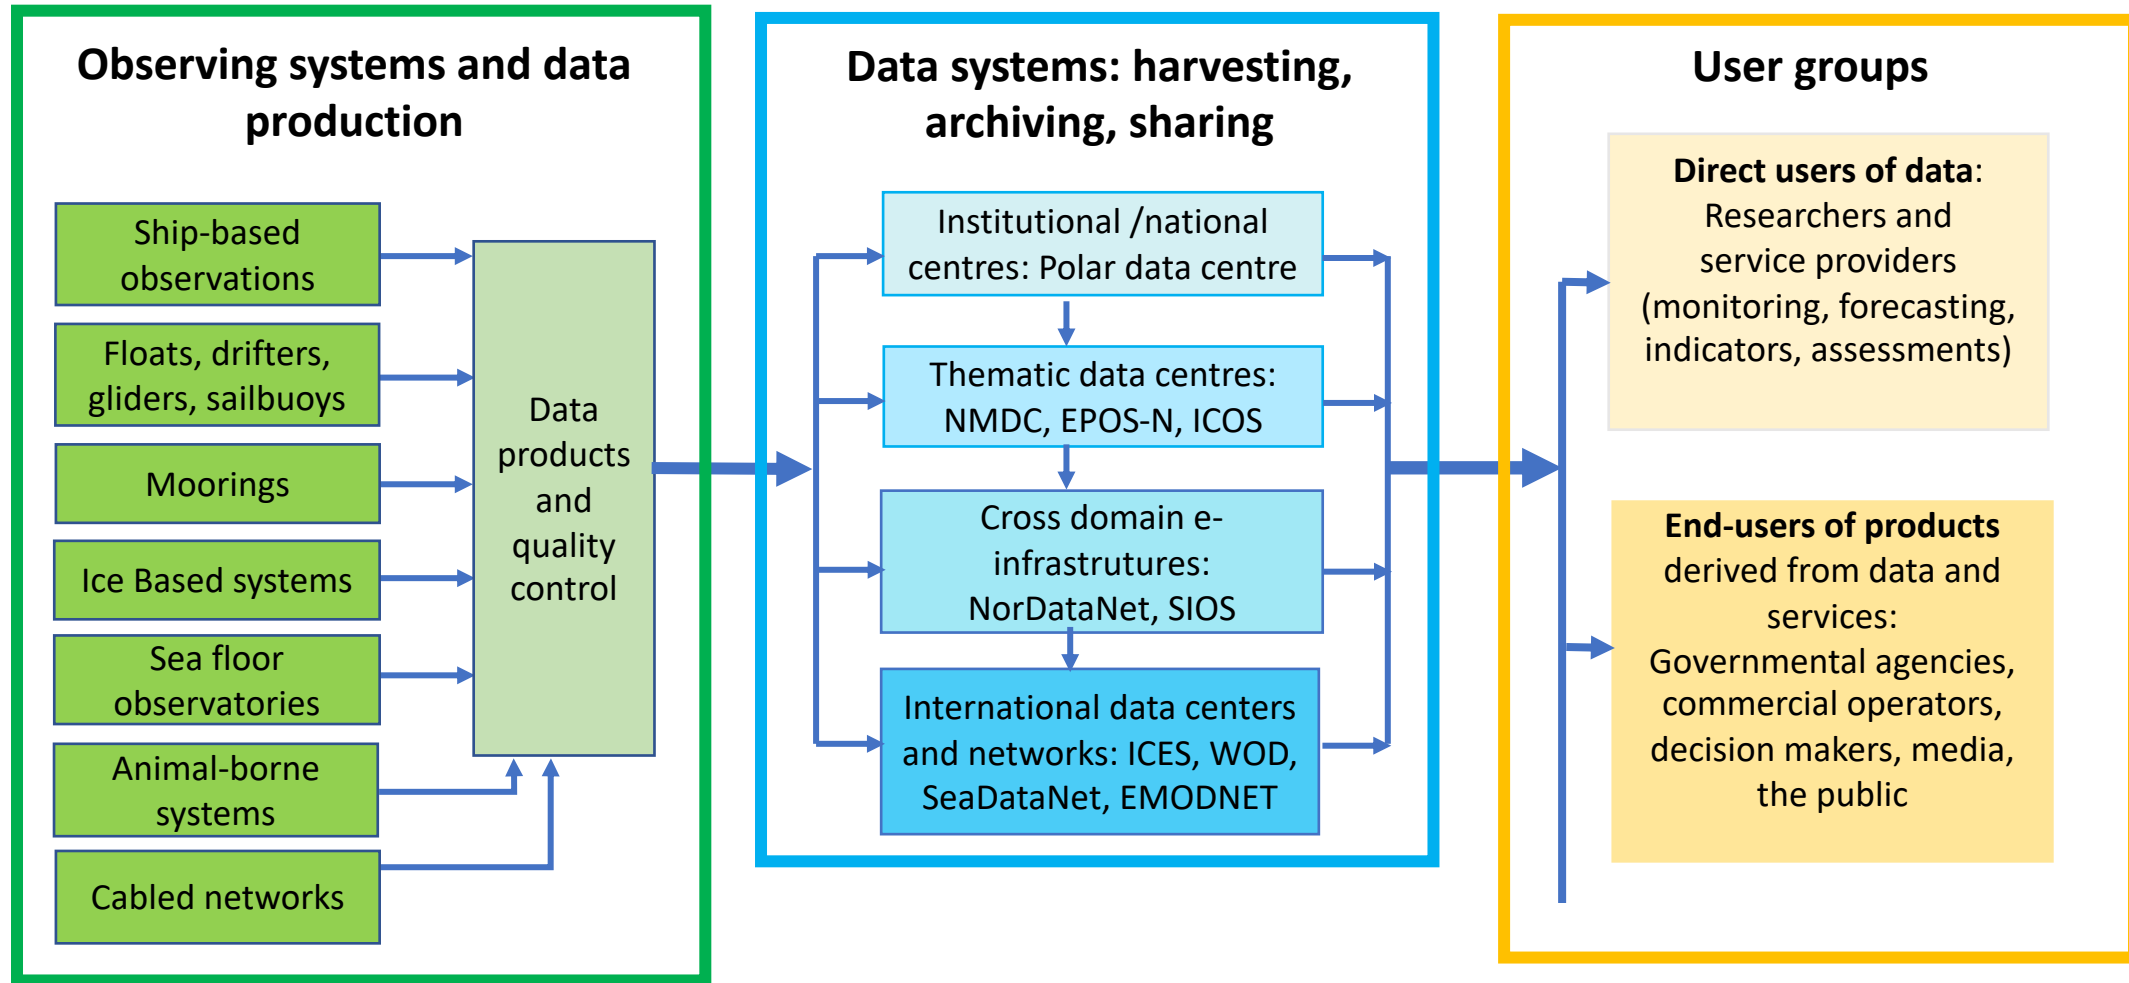 Observing systems and data
production
Ship-based
observations
Floats, drifters,
gliders, sailbuoys
Moorings
Ice Based systems
Sea floor
observatories
Animal-borne
systems
Cabled networks
Data
products
and
quality
control
Data systems: harvesting,
archiving, sharing
Institutional /national
centres: Polar data centre
Thematic data centres:
NMDC, EPOS-N, ICOS
Cross domain e-
infrastrutures:
NorDataNet, SIOS
International data centers
and networks: ICES, WOD,
SeaDataNet, EMODNET
User groups
Direct users of data:
Researchers and
service providers
(monitoring, forecasting,
indicators, assessments)
End-users of products
derived from data and
services:
Governmental agencies,
commercial operators,
decision makers, media,
the public